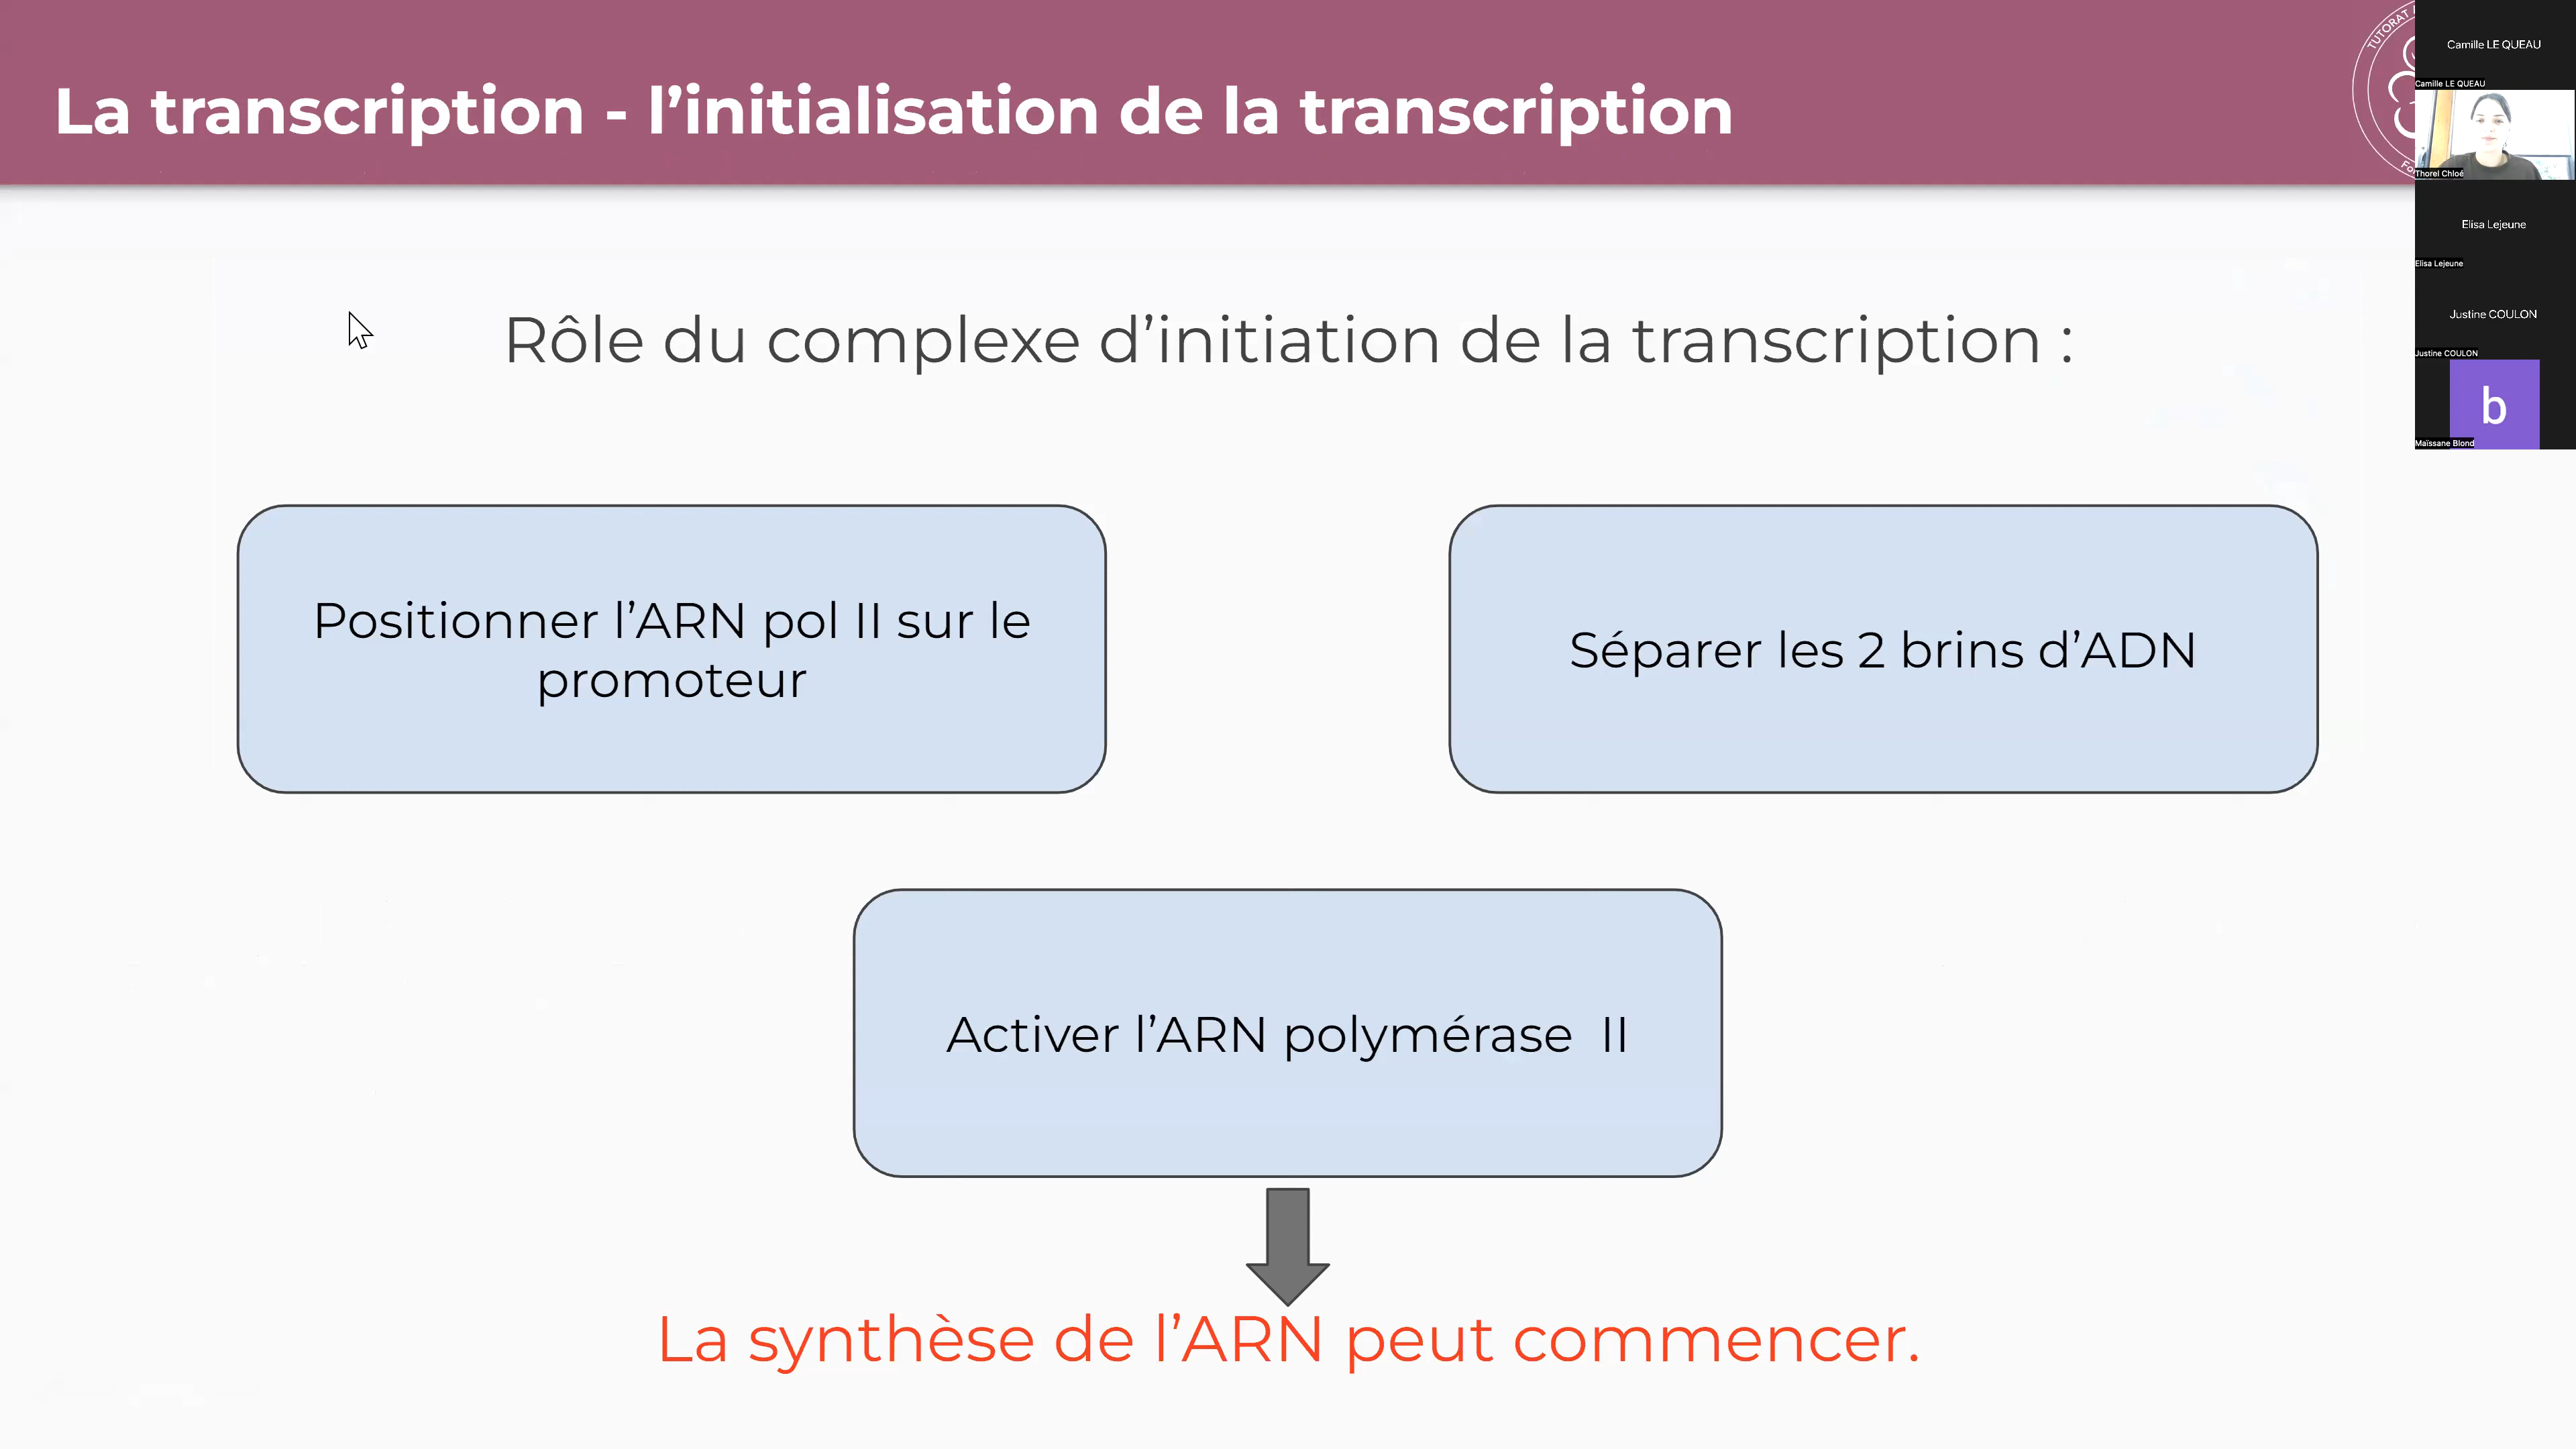 La transcription - l’initialisation de la transcription
TUTORAT
Camille LE QUEAU
Camille LE QUEAU
Thorel Chloé
Elisa Lejeune
Elisa Lejeune
Justine COULON
Justine COULON
b
Maïssane Blond
Rôle du complexe d’initiation de la transcription :
Positionner l’ARN pol II sur le
promoteur
Séparer les 2 brins d’ADN
Activer l’ARN polymérase II
La synthèse de l’ARN peut commencer.